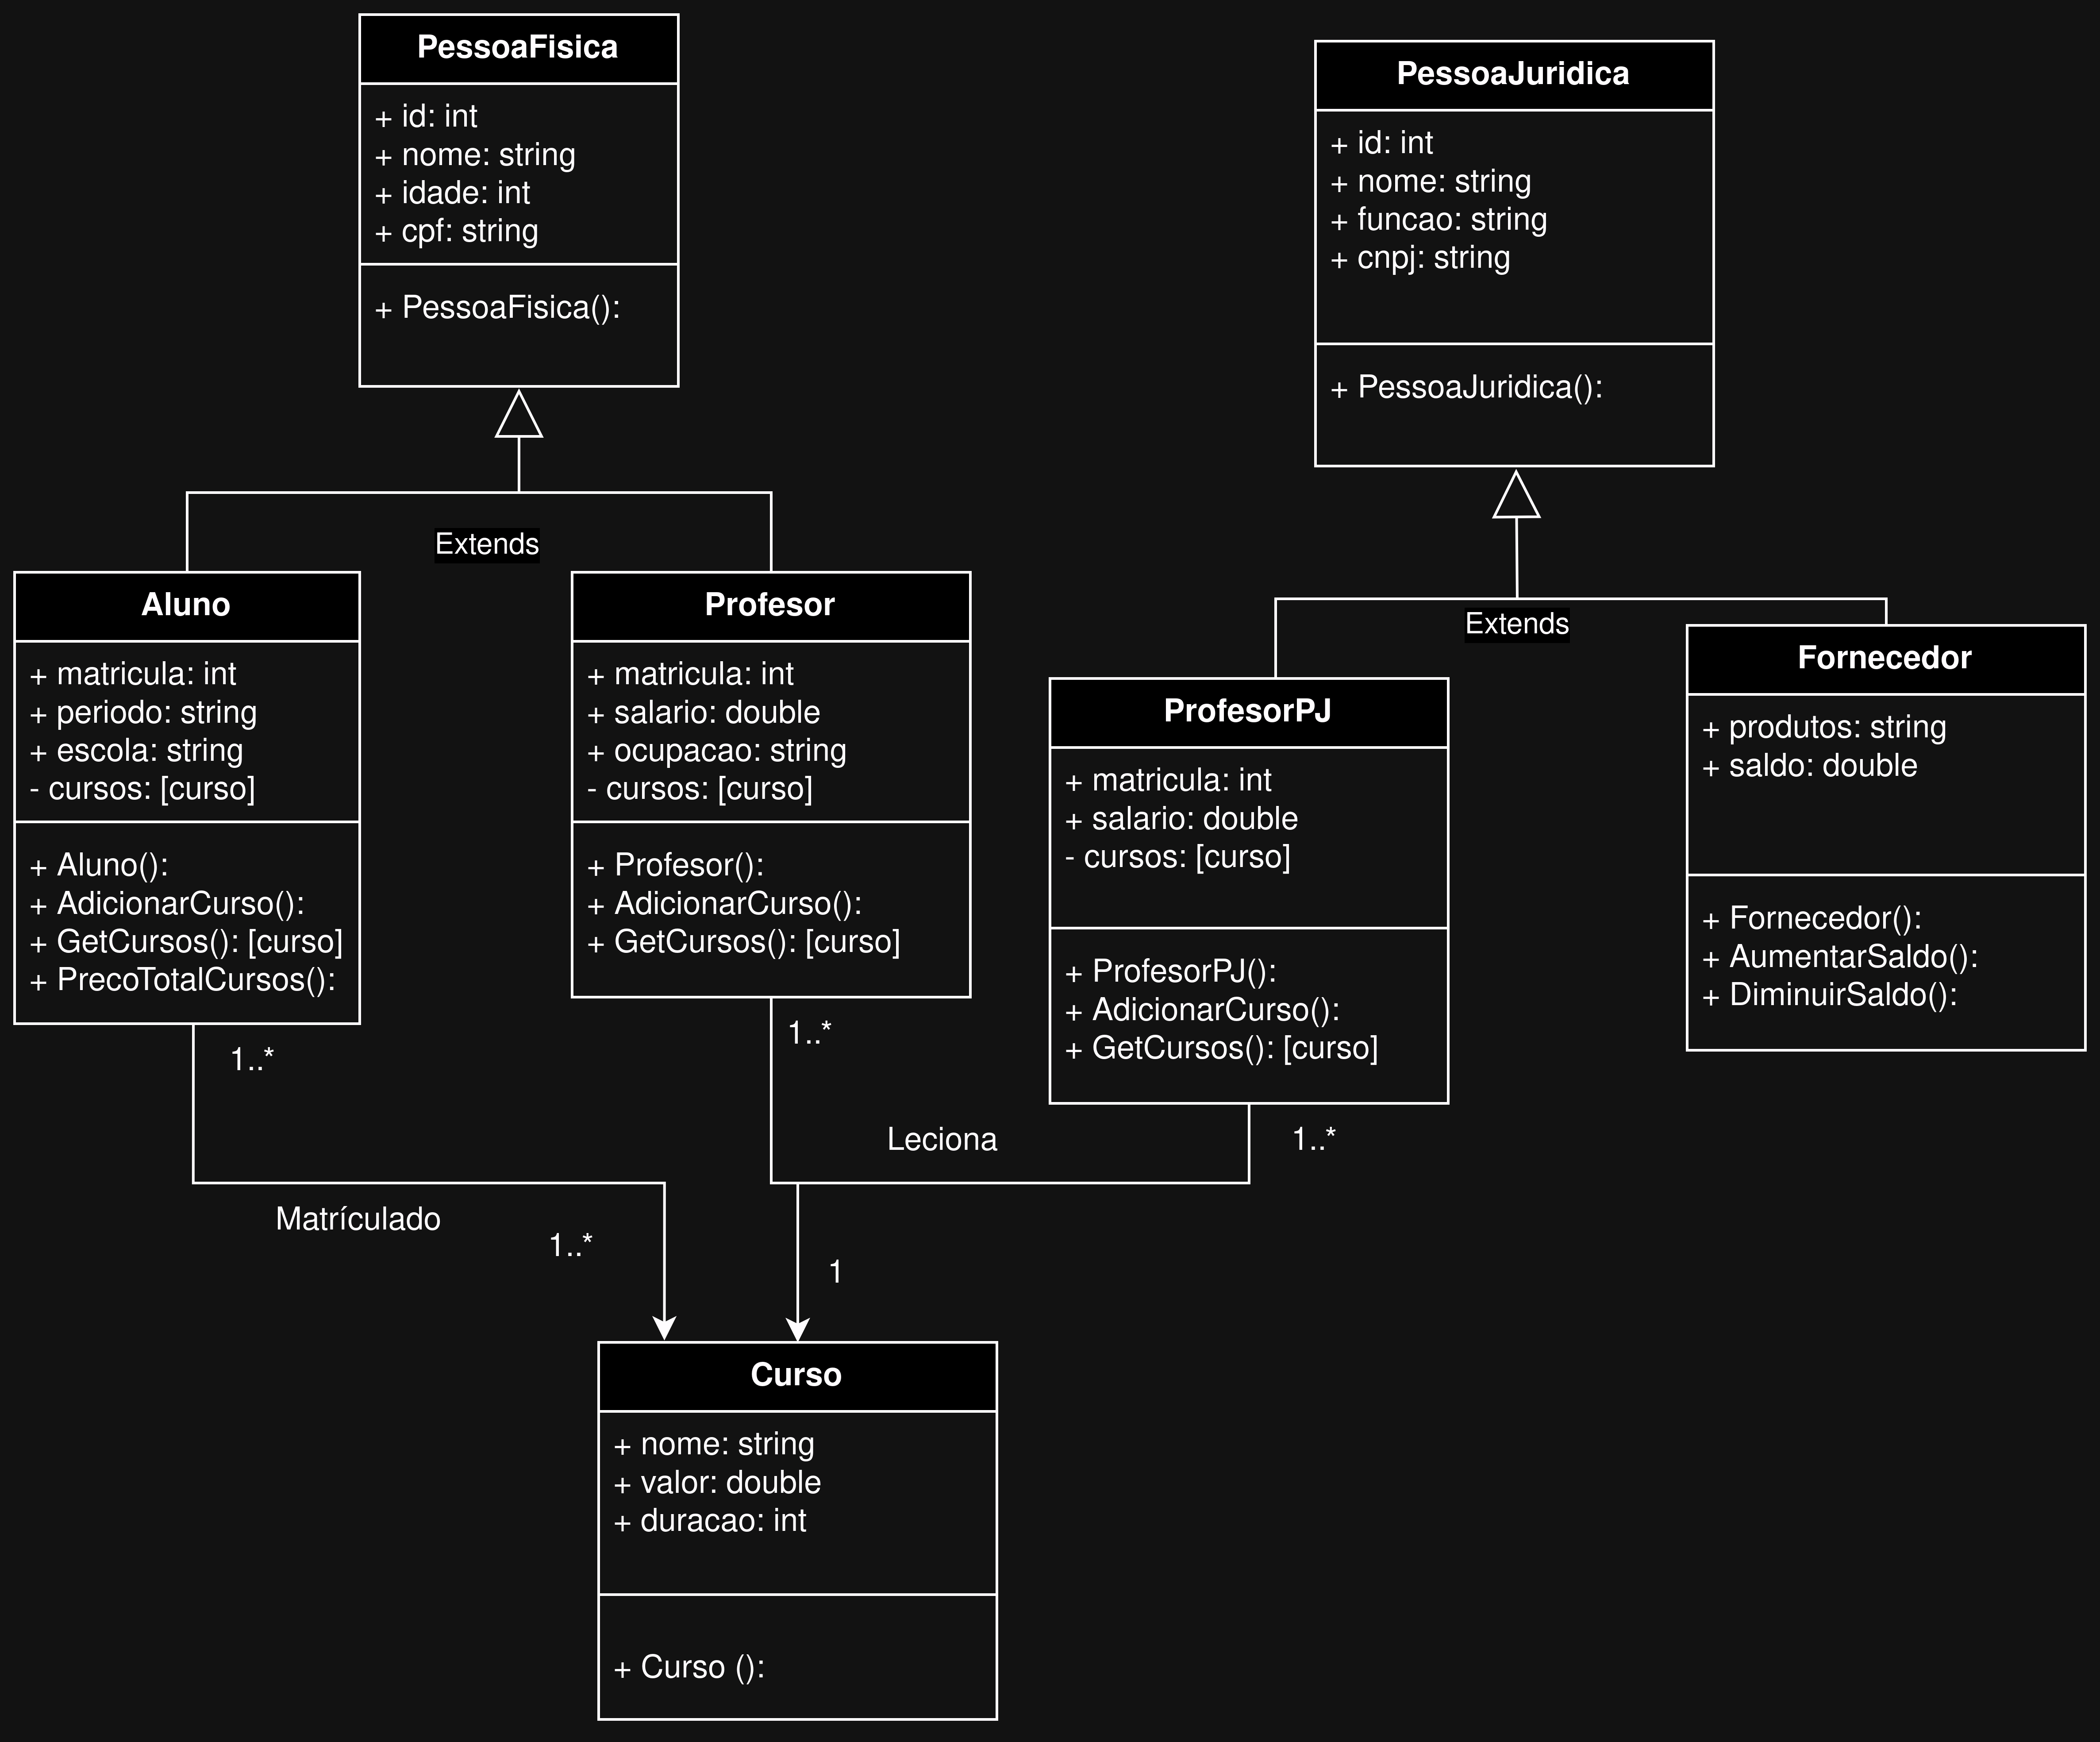 PessoaFisica
+ id: int
+ nome: string
+ idade: int
+ cpf: string
+ PessoaFisica():
PessoaJuridica
+ id: int
+ nome: string
+ funcao: string
+ cnpj: string
+ PessoaJuridica():
Extends
Extends
Aluno
+ matricula: int
+ periodo: string
+ escola: string
- cursos: [curso]
+ Aluno():
+ AdicionarCurso():
+ GetCursos(): [curso]
+ PrecoTotalCursos():
Profesor
+ matricula: int
+ salario: double
+ ocupacao: string
- cursos: [curso]
+ Profesor():
+ AdicionarCurso():
+ GetCursos(): [curso]
ProfesorPJ
+ matricula: int
+ salario: double
- cursos: [curso]
+ ProfesorPJ():
+ AdicionarCurso():
+ GetCursos(): [curso]
Fornecedor
+ produtos: string
+ saldo: double
+ Fornecedor():
+ AumentarSaldo():
+ DiminuirSaldo():
1..*
1..*
1..*
Leciona
Matrículado
1..*
1
Curso
+ nome: string
+ valor: double
+ duracao: int
+ Curso ():